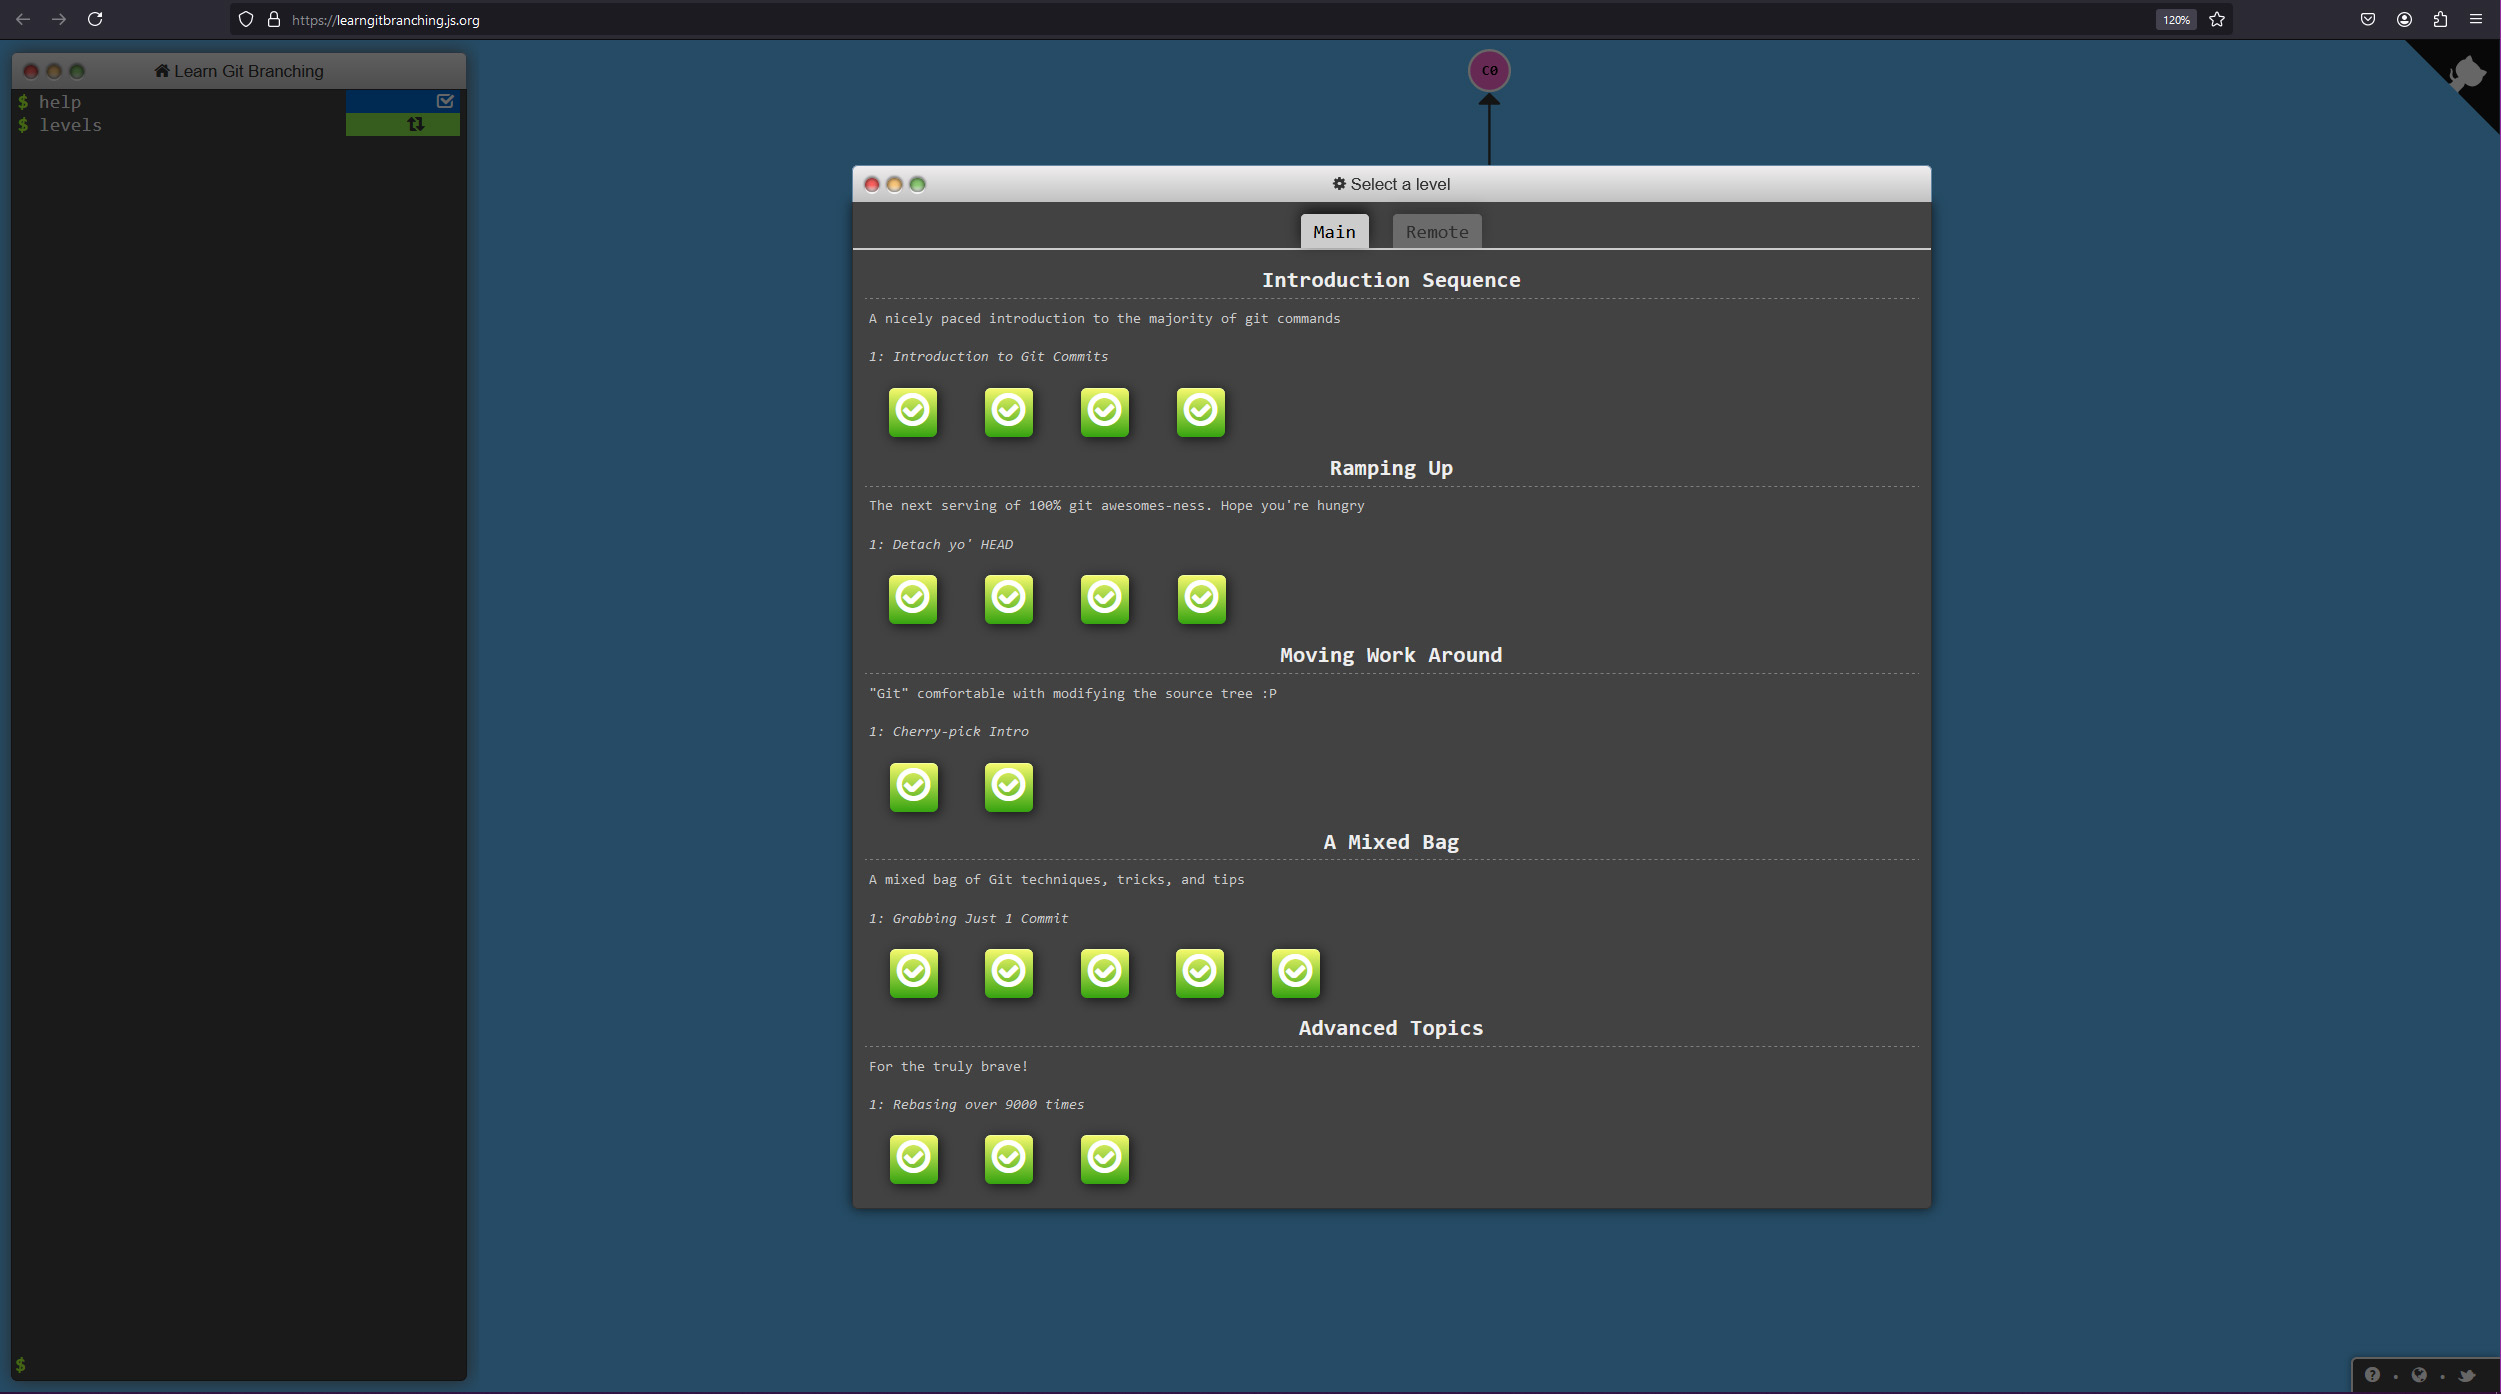 https://learngitbranching.js.org
120%
Learn Git Branching
$ help
$ levels
C0
Select a level
Main
Remote
Introduction Sequence
A nicely paced introduction to the majority of git commands
1: Introduction to Git Commits
Ramping Up
The next serving of 100% git awesomes-ness. Hope you're hungry
1: Detach yo' HEAD
Moving Work Around
"Git" comfortable with modifying the source tree :P
1: Cherry-pick Intro
A Mixed Bag
A mixed bag of Git techniques, tricks, and tips
1: Grabbing Just 1 Commit
Advanced Topics
For the truly brave!
1: Rebasing over 9000 times
$